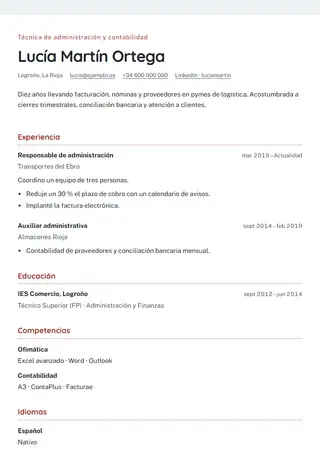 Técnica de administración y contabilidad
Lucía Martín Ortega
Logroño, La Rioja lucia@ejemplo.es +34 600 000 000 LinkedIn · luciamartin
Diez años llevando facturación, nóminas y proveedores en pymes de logística. Acostumbrada a
cierres trimestrales, conciliación bancaria y atención a clientes.
Experiencia
Responsable de administración mar 2019 – Actualidad
Transportes del Ebro
Coordino un equipo de tres personas.
• Reduje un 30 % el plazo de cobro con un calendario de avisos.
• Implanté la factura electrónica.
Auxiliar administrativa sept 2014 – feb 2019
Almacenes Rioja
• Contabilidad de proveedores y conciliación bancaria mensual.
Educación
IES Comercio, Logroño sept 2012 – jun 2014
Técnico Superior (FP) · Administración y Finanzas
Competencias
Ofimática
Excel avanzado · Word · Outlook
Contabilidad
A3 · ContaPlus · Facturae
Idiomas
Español
Nativo